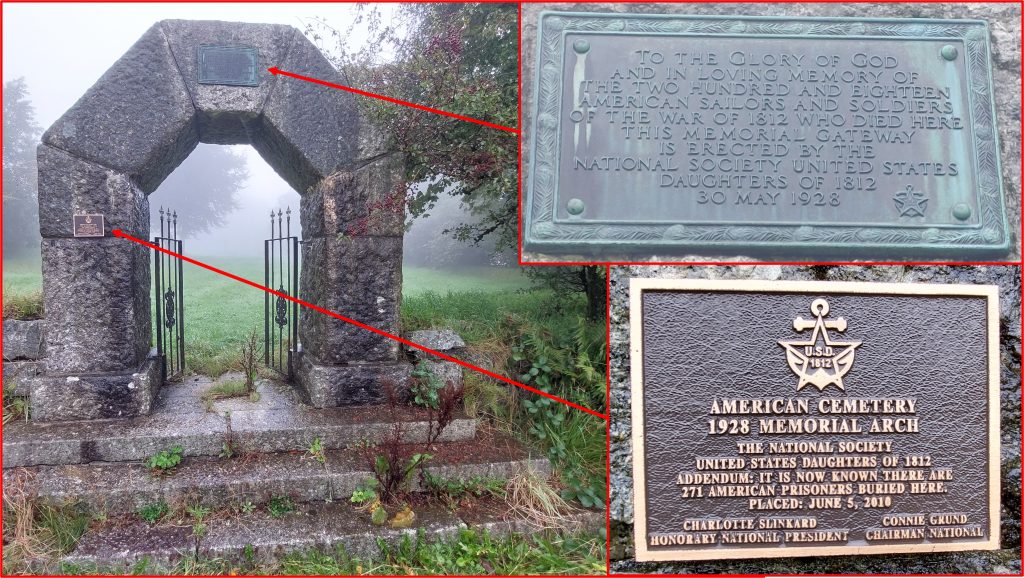 TO THE GLORY OF GOD
AND IN LOVING MEMORY OF
THE TWO HUNDRED AND EIGHTEEN
AMERICAN SAILORS AND SOLDIERS
OF THE WAR OF 1812 WHO DIED HERE
THIS MEMORIAL GATEWAY
IS ERECTED BY THE
NATIONAL SOCIETY UNITED STATES
DAUGHTERS OF 1812
30 MAY 1928
U.S.D.
1812
AMERICAN CEMETERY
1928 MEMORIAL ARCH
THE NATIONAL SOCIETY
UNITED STATES DAUGHTERS OF 1812
ADDENDUM: IT IS NOW KNOWN THERE ARE
271 AMERICAN PRISONERS BURIED HERE.
PLACED: JUNE 5, 2010
CHARLOTTE SLINKARD CONNIE GRUND
HONORARY NATIONAL PRESIDENT CHAIRMAN NATIONAL